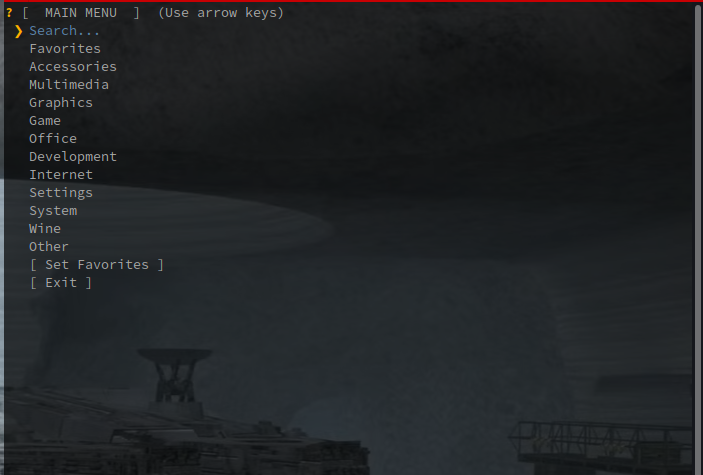 ? [  MAIN MENU  ]  (Use arrow keys)
❯ Search...
Favorites
Accessories
Multimedia
Graphics
Game
Office
Development
Internet
Settings
System
Wine
Other
[ Set Favorites ]
[ Exit ]